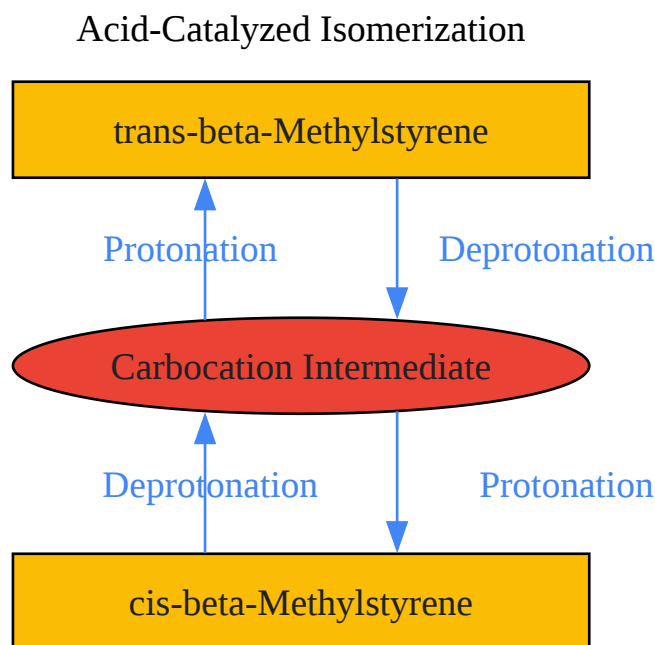 Acid-Catalyzed Isomerization
trans-beta-Methylstyrene
Protonation
Deprotonation
Carbocation Intermediate
Deprotonation
Protonation
cis-beta-Methylstyrene